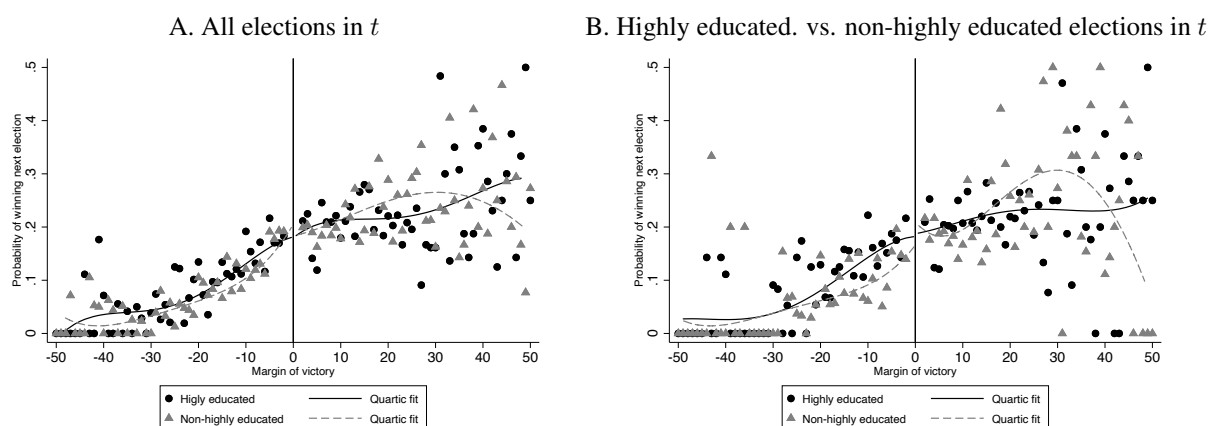 A. All elections in t
Probability of winning next election
.5
.4
.3
.2
.1
0
-50 -40 -30 -20 -10 0 10 20 30 40 50
Margin of victory
Higly educated Quartic fit
Non-highly educated Quartic fit
B. Highly educated. vs. non-highly educated elections in t
Probability of winning next election
.5
.4
.3
.2
.1
0
-50 -40 -30 -20 -10 0 10 20 30 40 50
Margin of victory
Highly educated Quartic fit
Non-highly educated Quartic fit